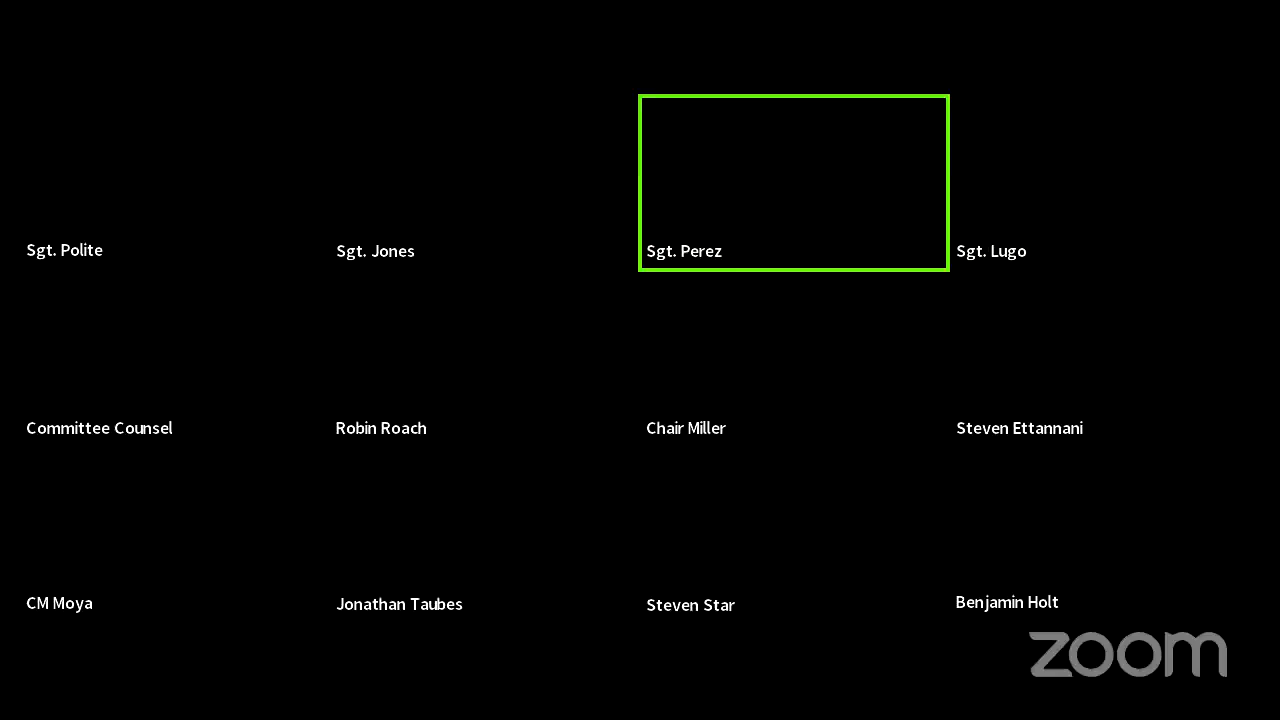 Sgt. Polite
Sgt. Jones
Sgt. Perez
Sgt. Lugo
Committee Counsel
Robin Roach
Chair Miller
Steven Ettannani
CM Moya
Jonathan Taubes
Steven Star
Benjamin Holt
zoom